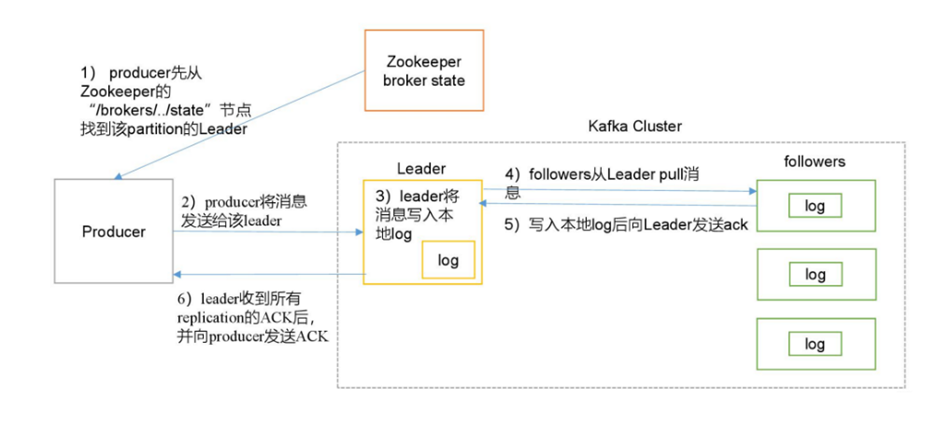 Zookeeper
broker state
1） producer先从
Zookeeper的
“/brokers/../state”节点
找到该partition的Leader
Kafka Cluster
Producer
2）producer将消息
发送给该leader
Leader
3）leader将
消息写入本
地log
log
4）followers从Leader pull消
息
5）写入本地log后向Leader发送ack
followers
log
log
log
6）leader收到所有
replication的ACK后，
并向producer发送ACK